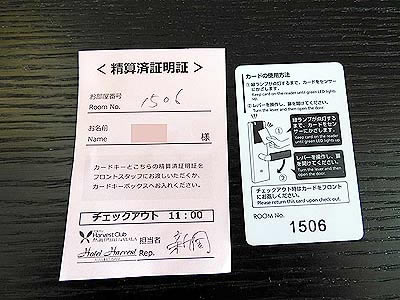 ＜ 精算済証明証 ＞
お部屋番号
Room No. 1506
お名前
Name 様
カードキーとこちらの精算済証明証を
フロントスタッフにお渡しいただくか、
カードキーボックスへお入れください。
チェックアウト 11:00
Harvest Club
担当者
Hotel Harvest Rep.
カードの使用方法
①緑ランプが点灯するまで、カードをセンサー
にかざします。
Keep card on the reader until green LED lights
up.
②レバーを操作し、扉を開けてください。
Turn the lever and then open the door.
緑ランプが点灯する
まで、カードをセン
サーにかざします。
Keep card on the reader
until green LED lights up.
レバーを操作し、扉
を開けてください。
Turn the lever and then
open the door.
チェックアウト時はカードをフロント
にお返しください。
Please return this card upon check out.
ROOM No.
1506